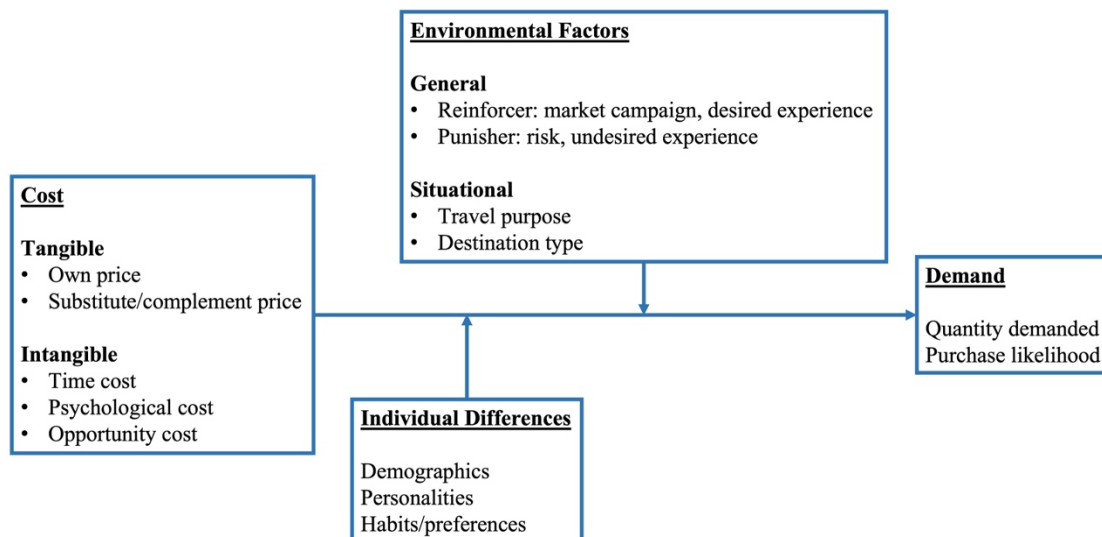 Environmental Factors
General
• Reinforcer: market campaign, desired experience
• Punisher: risk, undesired experience
Situational
• Travel purpose
• Destination type
Cost
Tangible
• Own price
• Substitute/complement price
Intangible
• Time cost
• Psychological cost
• Opportunity cost
Individual Differences
Demographics
Personalities
Habits/preferences
Demand
Quantity demanded
Purchase likelihood